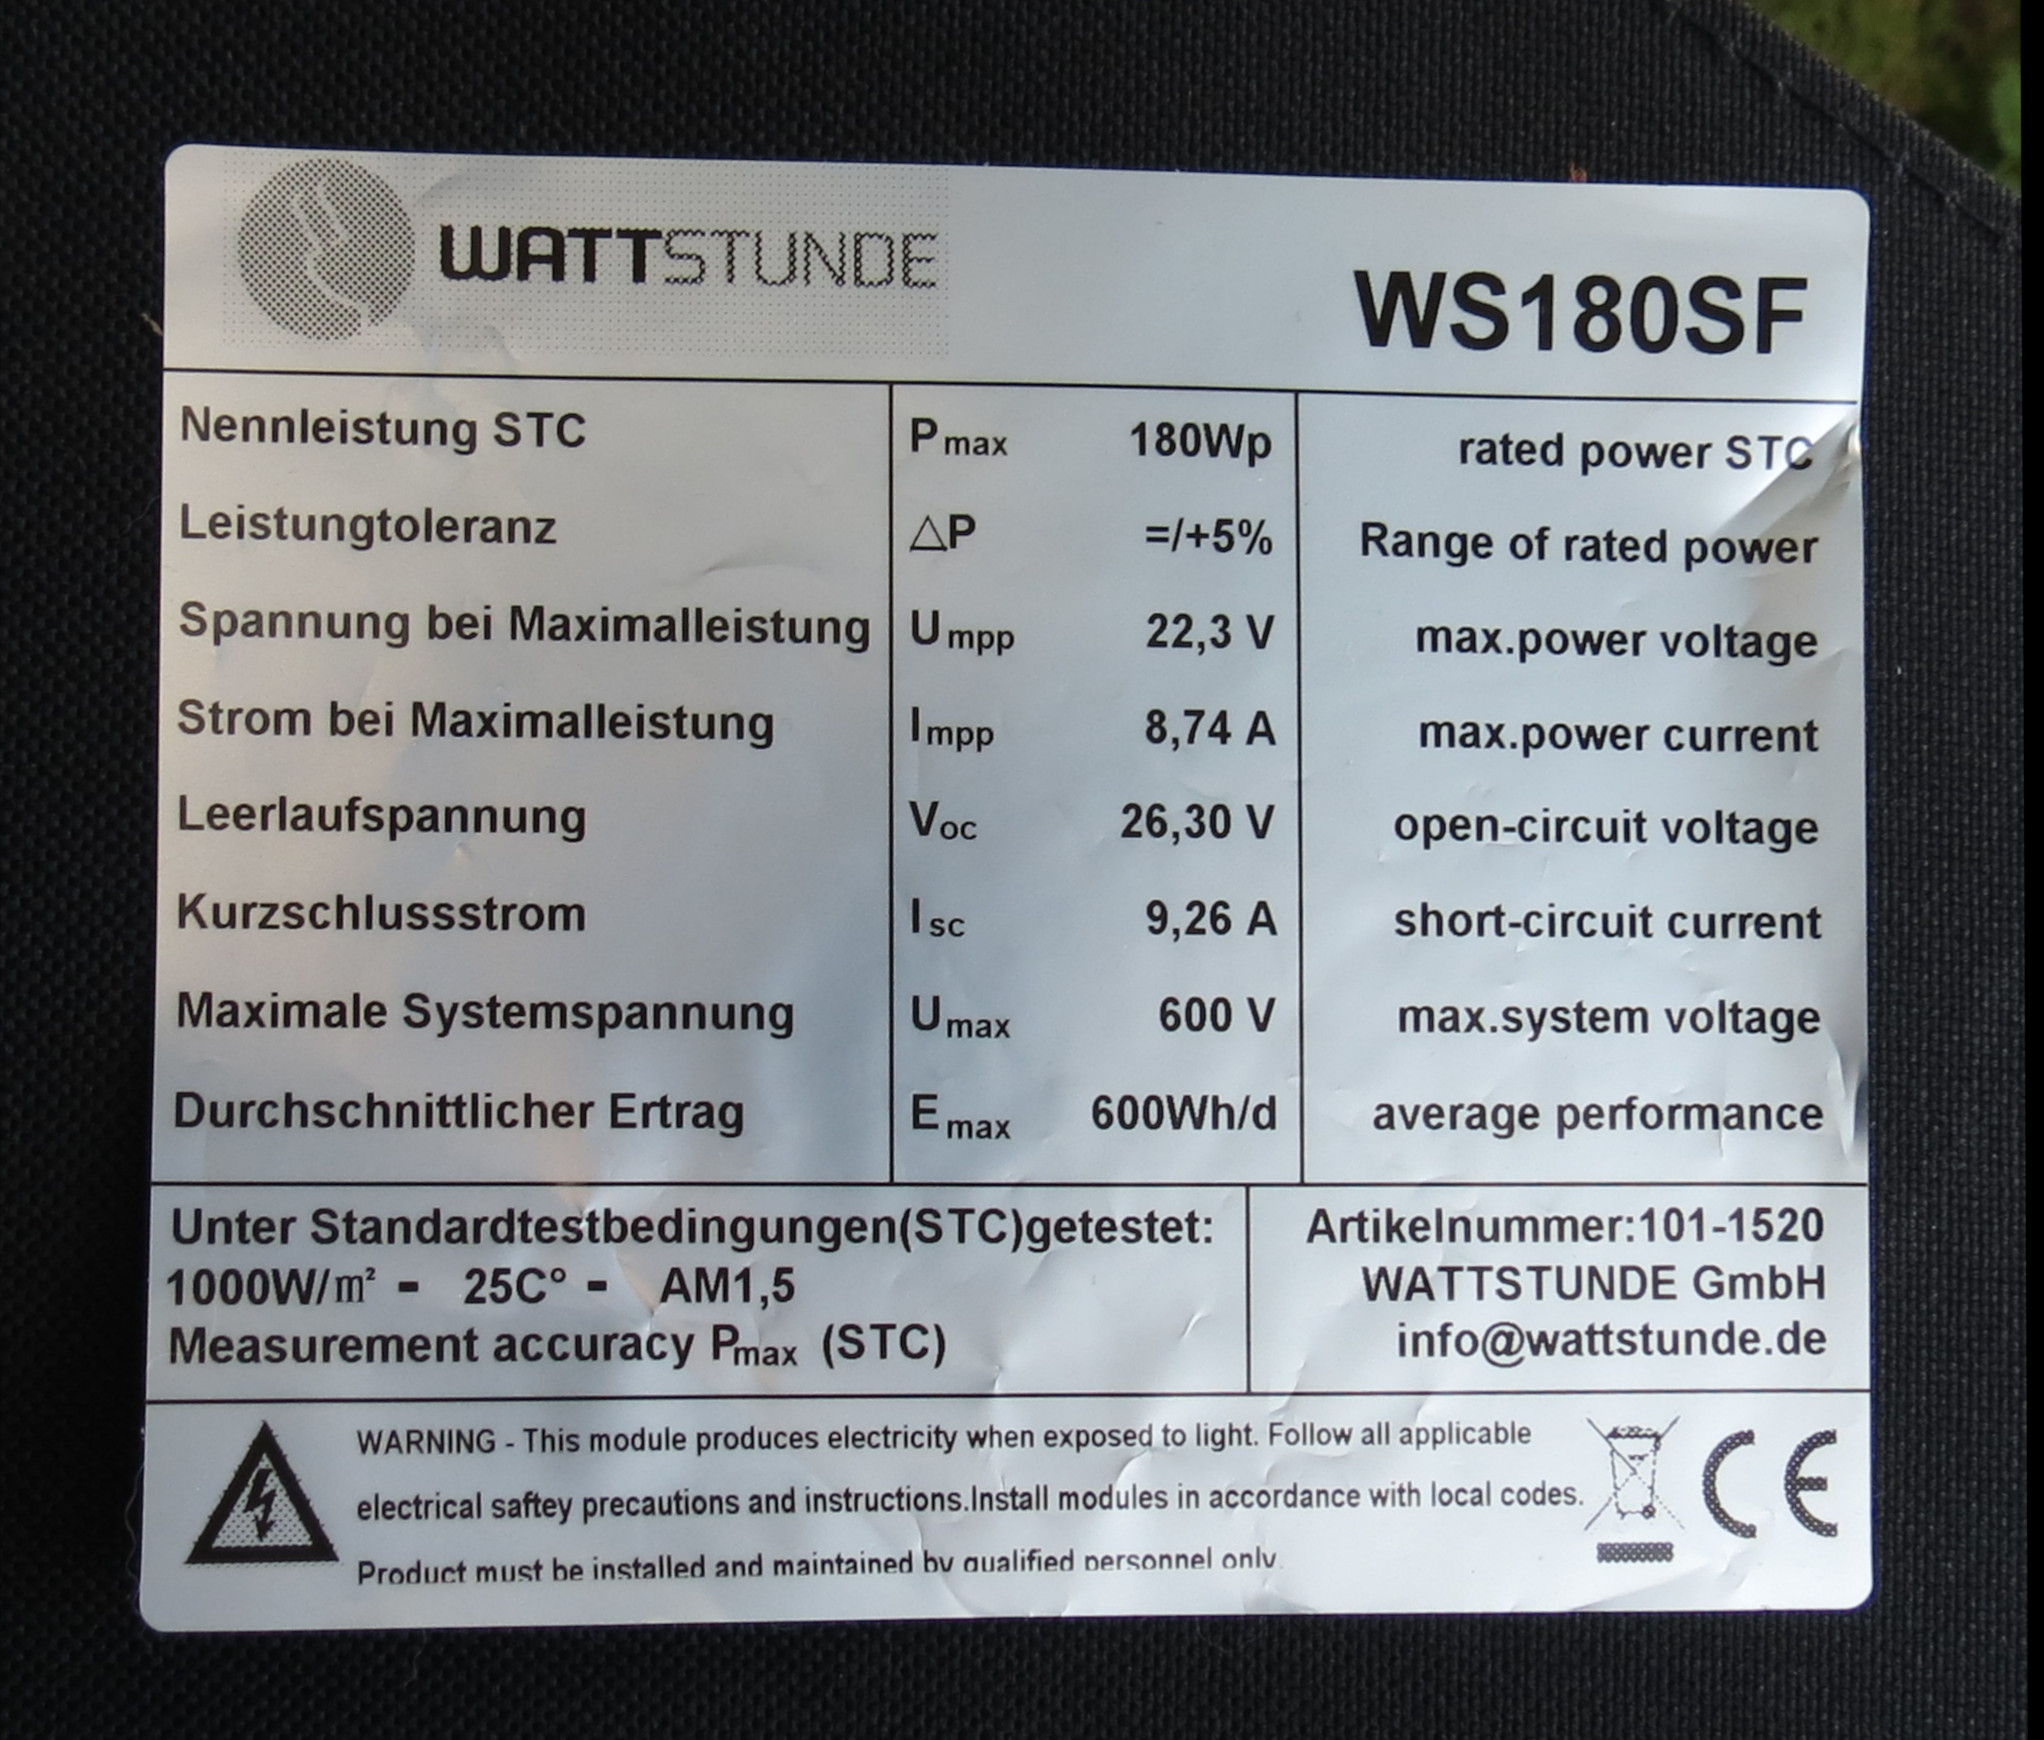 WATTSTUNDE
WS180SF
Nennleistung STC Pmax 180Wp rated power STC
Leistungtoleranz △P =/+5% Range of rated power
Spannung bei Maximalleistung Umpp 22,3 V max.power voltage
Strom bei Maximalleistung Impp 8,74 A max.power current
Leerlaufspannung Voc 26,30 V open-circuit voltage
Kurzschlussstrom Isc 9,26 A short-circuit current
Maximale Systemspannung Umax 600 V max.system voltage
Durchschnittlicher Ertrag Emax 600Wh/d average performance
Unter Standardtestbedingungen(STC)getestet:
1000W/m² - 25C° - AM1,5
Measurement accuracy Pmax (STC)
Artikelnummer:101-1520
WATTSTUNDE GmbH
info@wattstunde.de
WARNING - This module produces electricity when exposed to light. Follow all applicable
electrical saftey precautions and instructions.Install modules in accordance with local codes.
Product must be installed and maintained by qualified personnel only.
CE